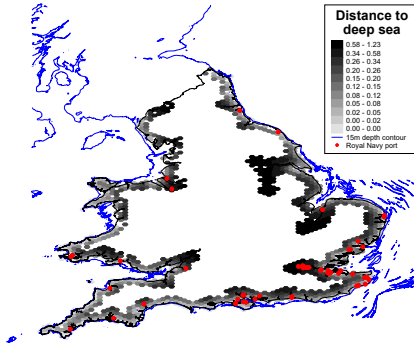 Distance to
deep sea
0.58 - 1.23
0.34 - 0.58
0.26 - 0.34
0.20 - 0.26
0.15 - 0.20
0.12 - 0.15
0.08 - 0.12
0.05 - 0.08
0.02 - 0.05
0.00 - 0.02
0.00 - 0.00
15m depth contour
Royal Navy port